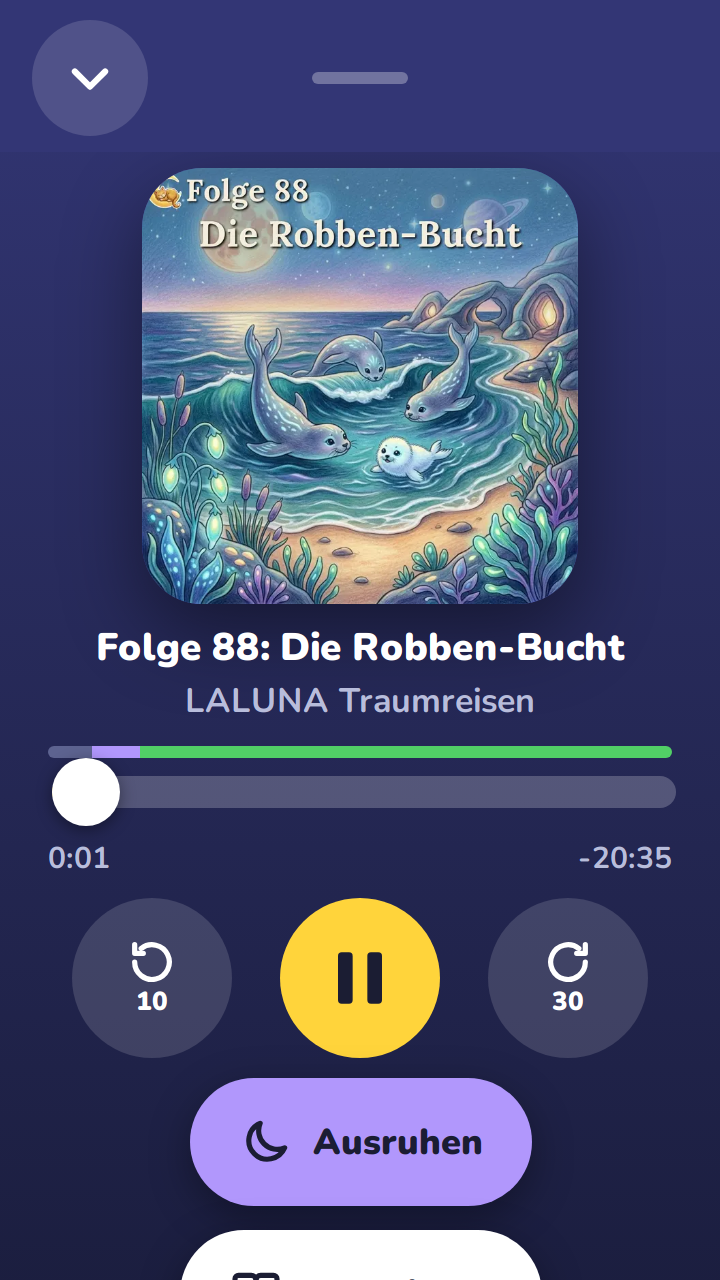 Folge 88
Die Robben-Bucht
Folge 88: Die Robben-Bucht
LALUNA Traumreisen
0:01
-20:35
10
30
Ausruhen